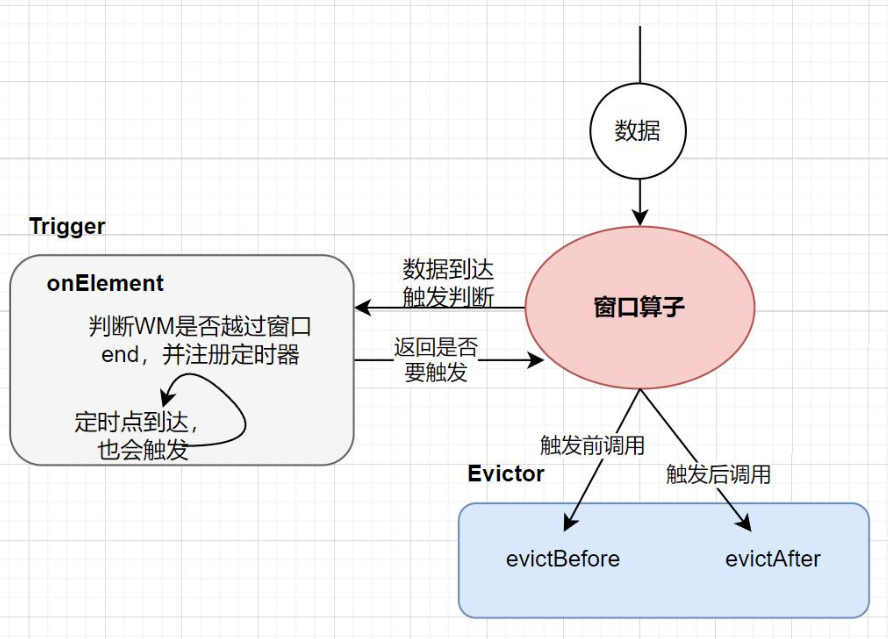 数据
Trigger
onElement
判断WM是否越过窗口
end，并注册定时器
定时点到达，
也会触发
数据到达
触发判断
返回是否
要触发
窗口算子
触发前调用
触发后调用
Evictor
evictBefore
evictAfter